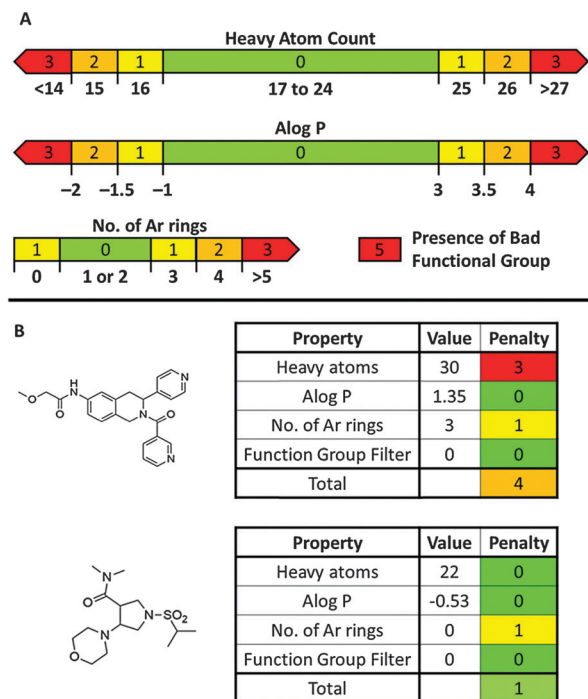 A
Heavy Atom Count
3 2 1 0 1 2 3
<14 15 16 17 to 24 25 26 >27
Alog P
3 2 1 0 1 2 3
–2 –1.5 –1 3 3.5 4
No. of Ar rings
1 0 1 2 3
0 1 or 2 3 4 >5
5 Presence of Bad
Functional Group
B
Property Value Penalty
Heavy atoms 30 3
Alog P 1.35 0
No. of Ar rings 3 1
Function Group Filter 0 0
Total 4
H
N
O
O
N
N
O
N
Property Value Penalty
Heavy atoms 22 0
Alog P -0.53 0
No. of Ar rings 0 1
Function Group Filter 0 0
Total 1
N
O
N
SO2
N
O